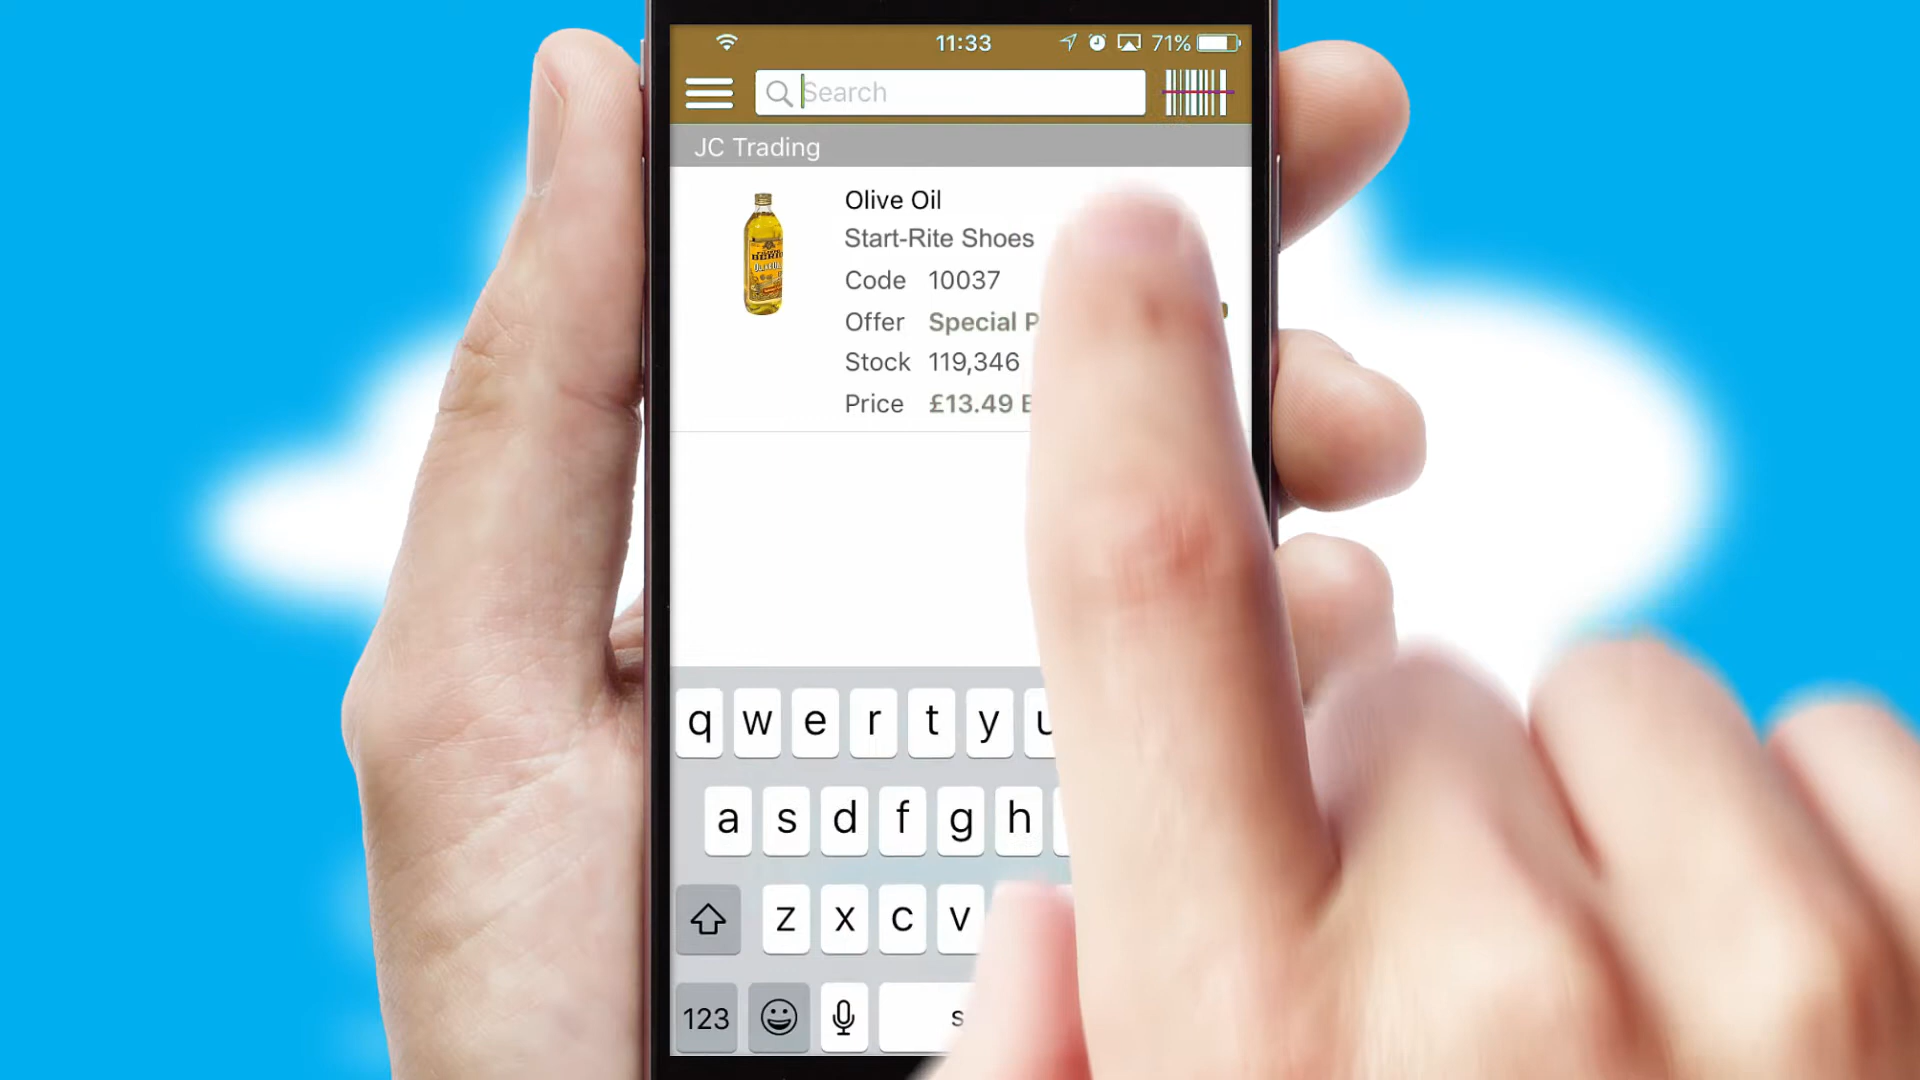 11:33
71%
Search
JC Trading
Olive Oil
Start-Rite Shoes
Code 10037
Offer Special P
Stock 119,346
Price £13.49 E
q w e r t y u
a s d f g h
z x c v
123 s